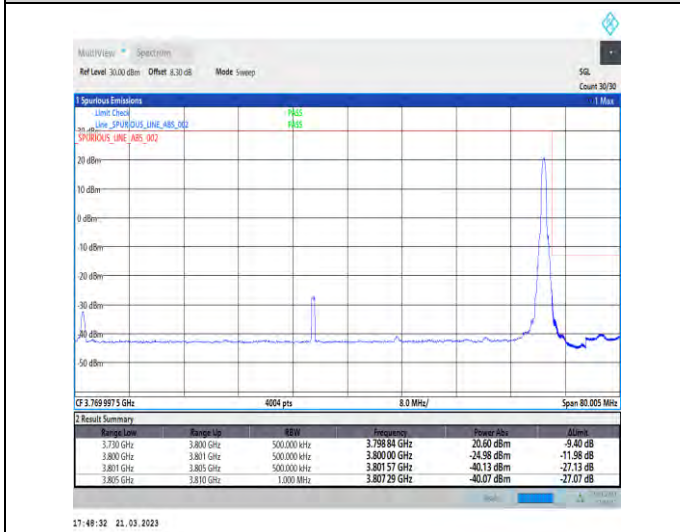 MultiView Spectrum
Ref Level 30.00 dBm Offset 8.30 dB Mode Sweep SGL
Count 30/30
1 Spurious Emissions 1 Max
Limit Check PASS
Line _SPURIOUS_LINE_ABS_002 PASS
_SPURIOUS_LINE_ABS_002
20 dBm
10 dBm
0 dBm
-10 dBm
-20 dBm
-30 dBm
-40 dBm
-50 dBm
CF 3.769 997 5 GHz 4004 pts 8.0 MHz/ Span 80.005 MHz
2 Result Summary
Range Low Range Up RBW Frequency Power Abs ΔLimit
3.730 GHz 3.800 GHz 500.000 kHz 3.798 84 GHz 20.60 dBm -9.40 dB
3.800 GHz 3.801 GHz 500.000 kHz 3.800 00 GHz -24.98 dBm -11.98 dB
3.801 GHz 3.805 GHz 500.000 kHz 3.801 57 GHz -40.13 dBm -27.13 dB
3.805 GHz 3.810 GHz 1.000 MHz 3.807 29 GHz -40.07 dBm -27.07 dB
17:48:32 21.03.2023